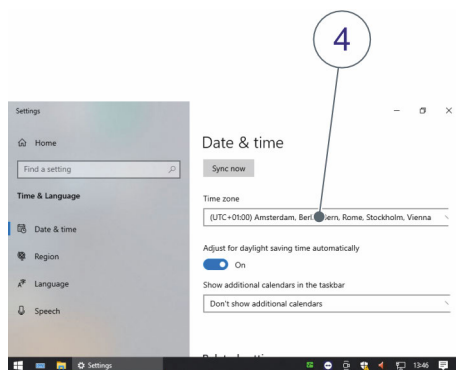 4
Settings
Home
Date & time
Find a setting
Sync now
Time & Language
Time zone
(UTC+01:00) Amsterdam, Berl Bern, Rome, Stockholm, Vienna
Date & time
Adjust for daylight saving time automatically
Region
On
Language
Show additional calendars in the taskbar
Don't show additional calendars
Speech
Settings
13:46